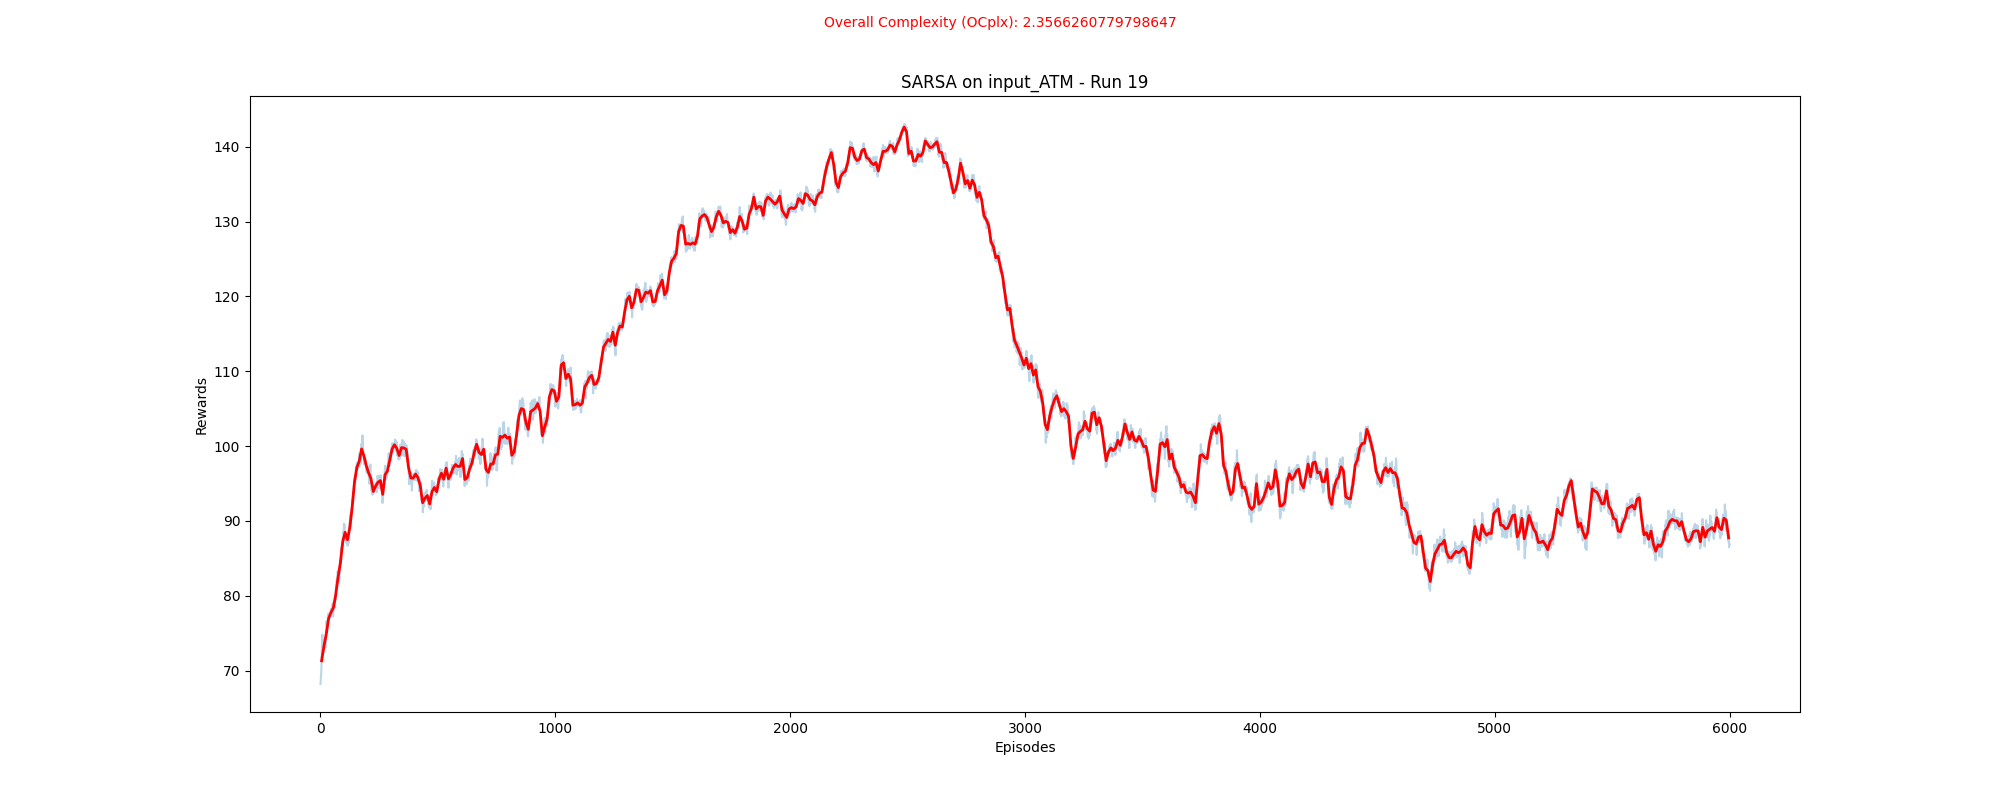 Overall Complexity (OCplx): 2.3566260779798647
SARSA on input_ATM - Run 19
140
130
120
110
100
90
80
70
Rewards
0 1000 2000 3000 4000 5000 6000
Episodes